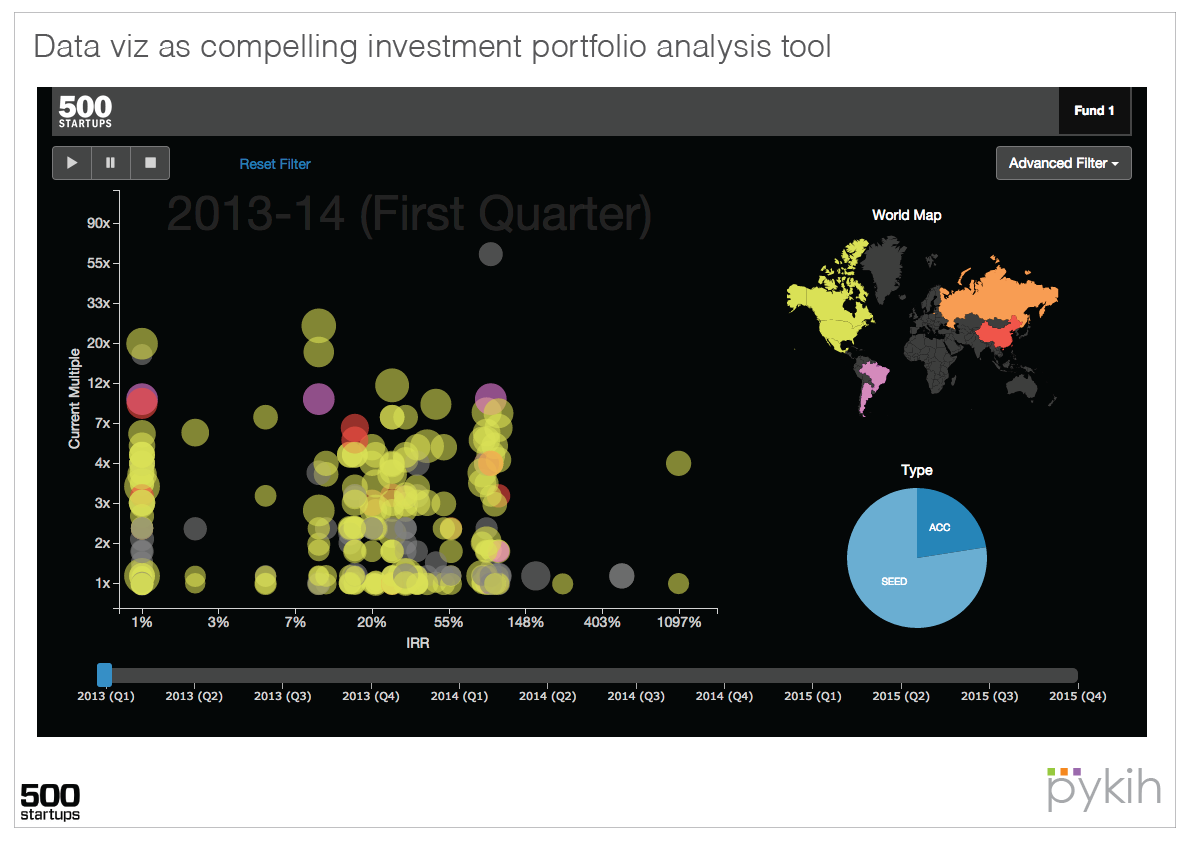 Data viz as compelling investment portfolio analysis tool
500
STARTUPS
Fund 1
Reset Filter
Advanced Filter
2013-14 (First Quarter)
Current Multiple
90x
55x
33x
20x
12x
7x
4x
3x
2x
1x
1% 3% 7% 20% 55% 148% 403% 1097%
IRR
World Map
Type
ACC
SEED
2013 (Q1) 2013 (Q2) 2013 (Q3) 2013 (Q4) 2014 (Q1) 2014 (Q2) 2014 (Q3) 2014 (Q4) 2015 (Q1) 2015 (Q2) 2015 (Q3) 2015 (Q4)
500
startups
pykih